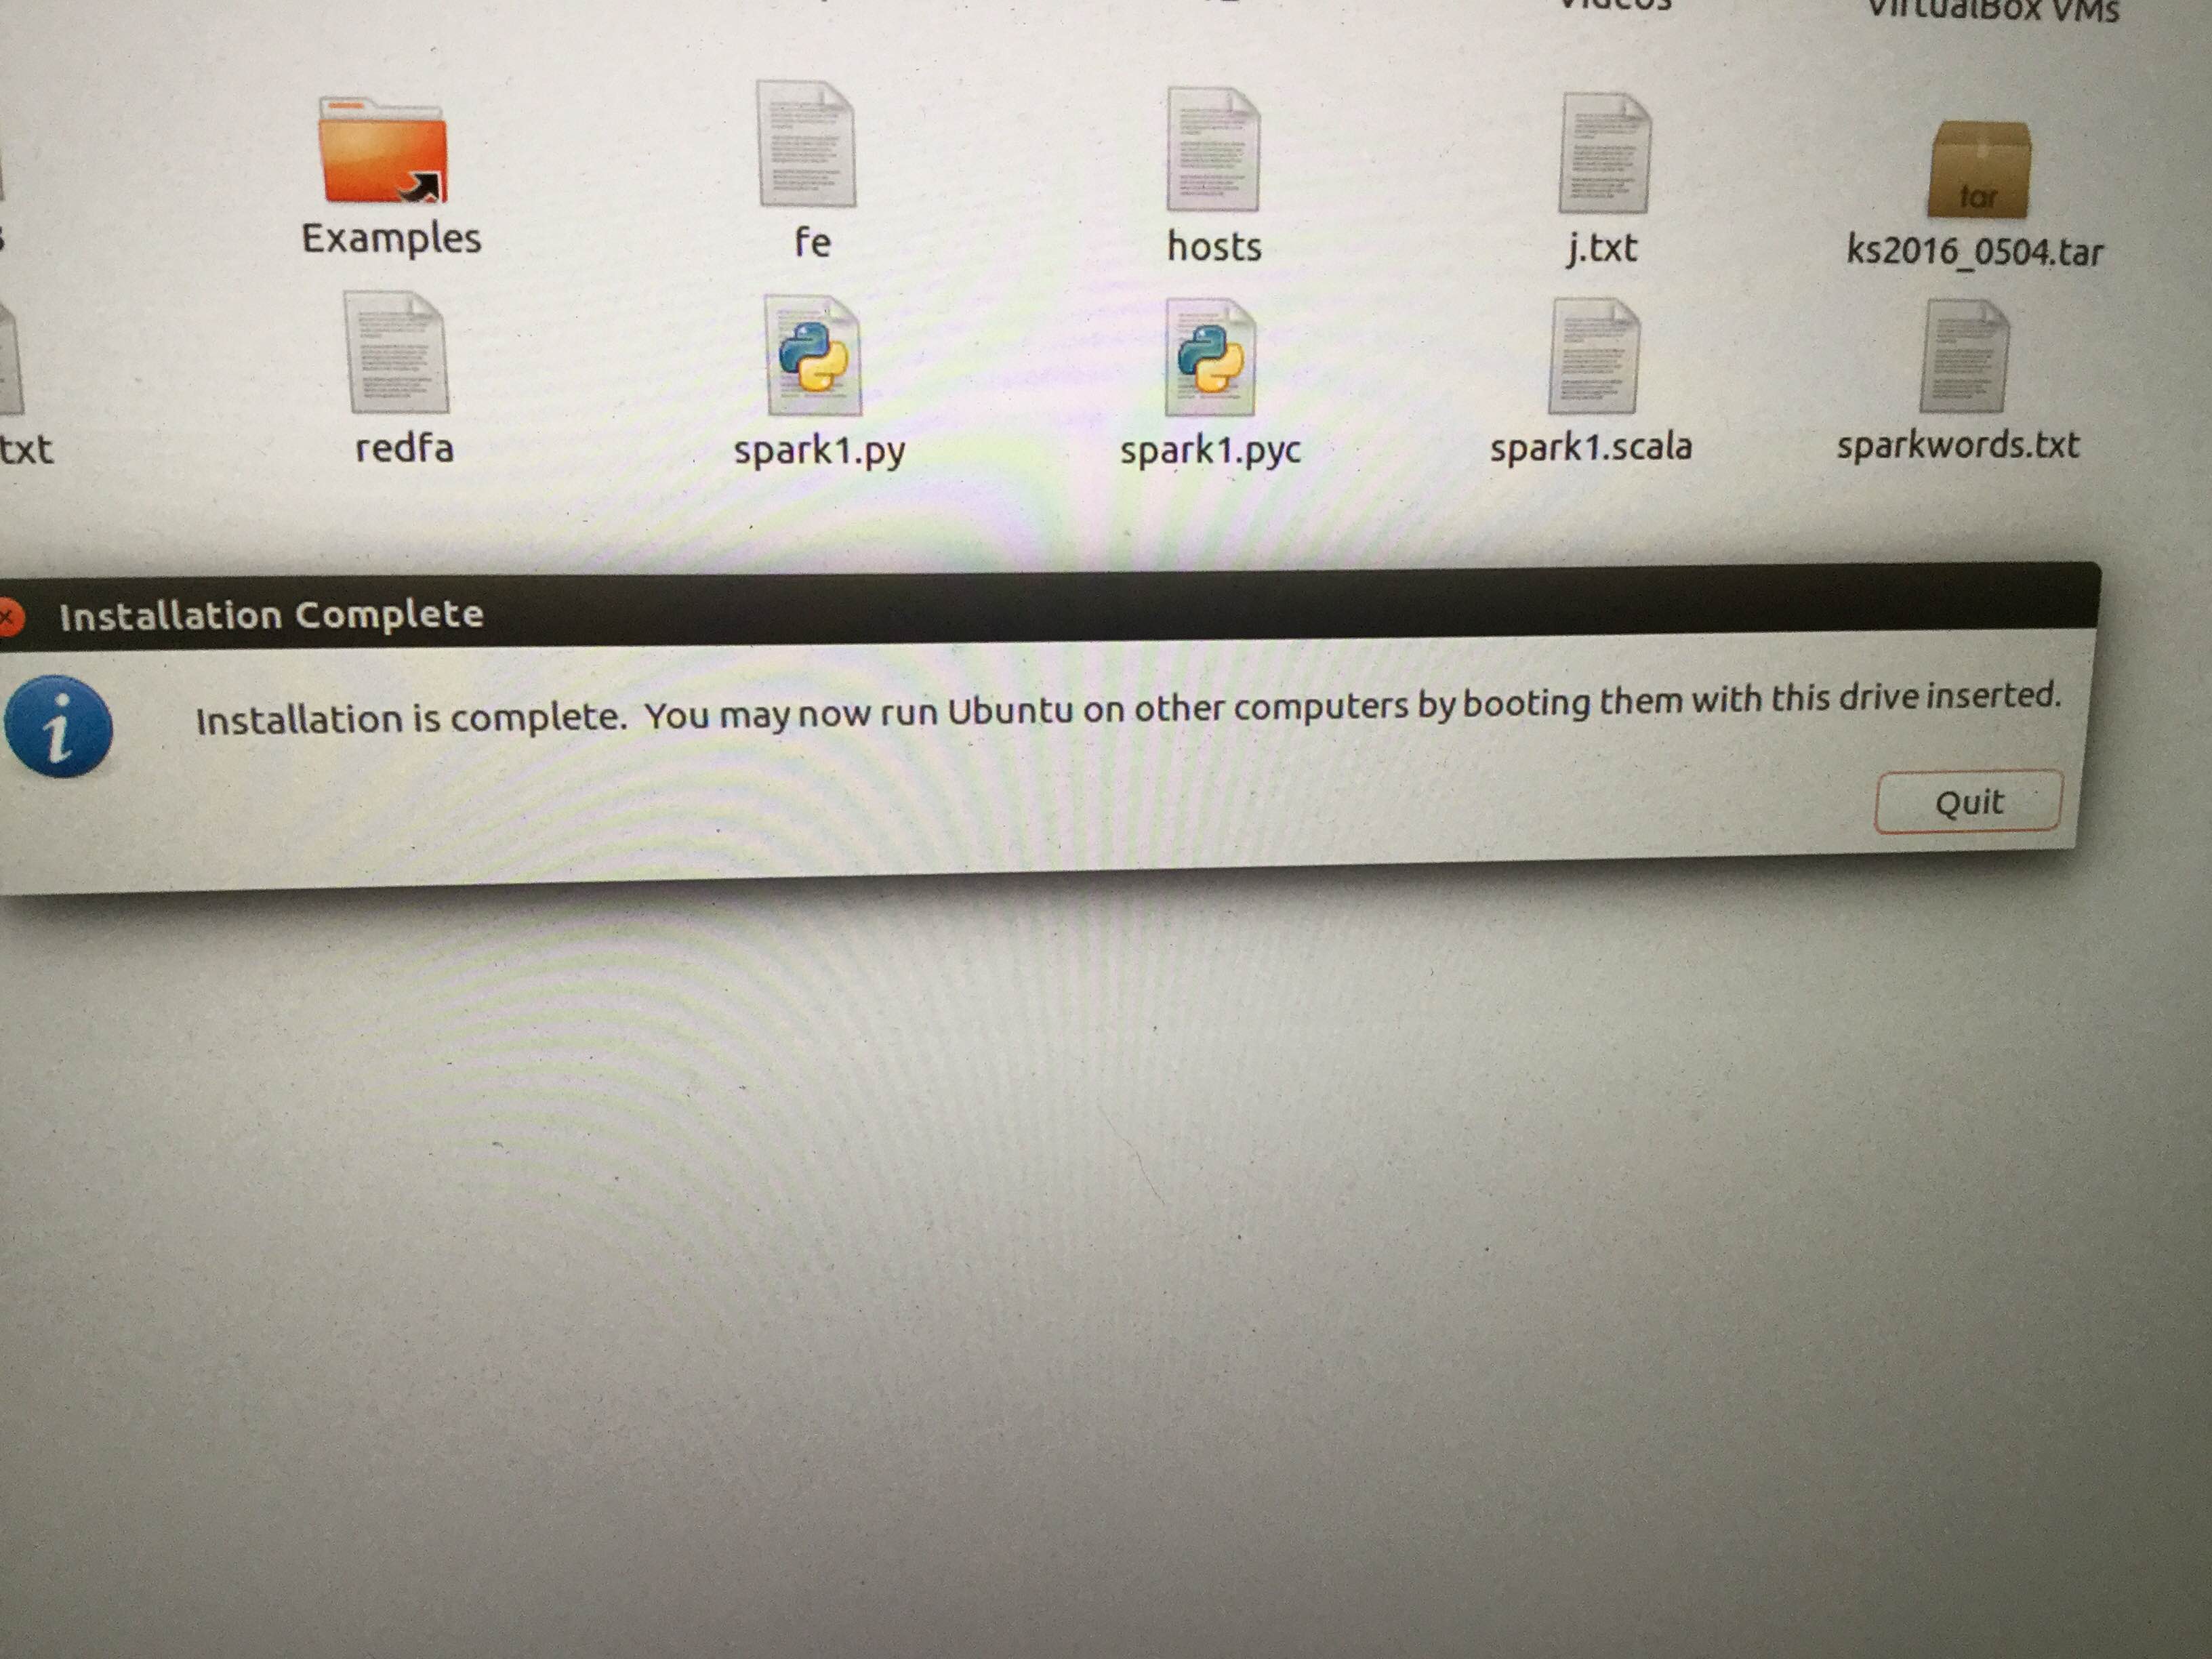 Videos
VirtualBox VMs
Examples
fe
hosts
j.txt
tar
ks2016_0504.tar
txt
redfa
spark1.py
spark1.pyc
spark1.scala
sparkwords.txt
Installation Complete
Installation is complete.  You may now run Ubuntu on other computers by booting them with this drive inserted.
Quit